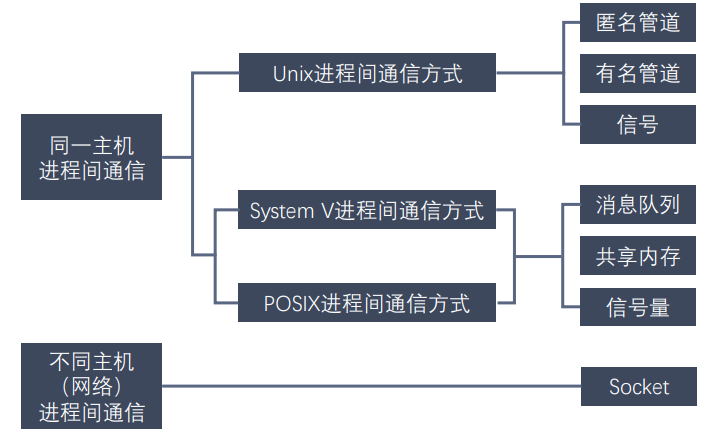 同一主机
进程间通信
Unix进程间通信方式
匿名管道
有名管道
信号
System V进程间通信方式
POSIX进程间通信方式
消息队列
共享内存
信号量
不同主机
（网络）
进程间通信
Socket